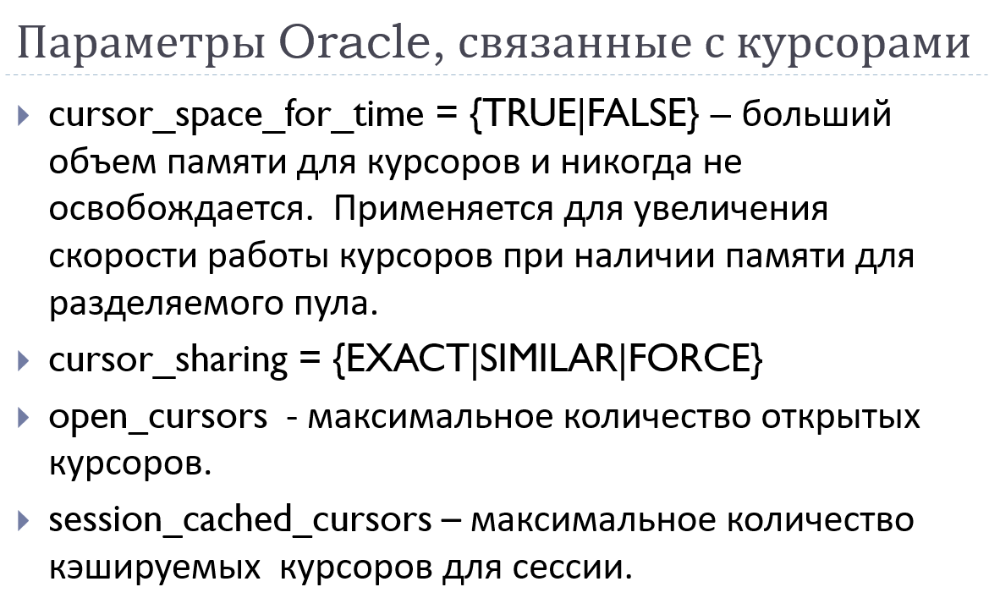 Параметры Oracle, связанные с курсорами
cursor_space_for_time = {TRUE|FALSE} – больший
объем памяти для курсоров и никогда не
освобождается.  Применяется для увеличения
скорости работы курсоров при наличии памяти для
разделяемого пула.
cursor_sharing = {EXACT|SIMILAR|FORCE}
open_cursors  - максимальное количество открытых
курсоров.
session_cached_cursors – максимальное количество
кэшируемых  курсоров для сессии.